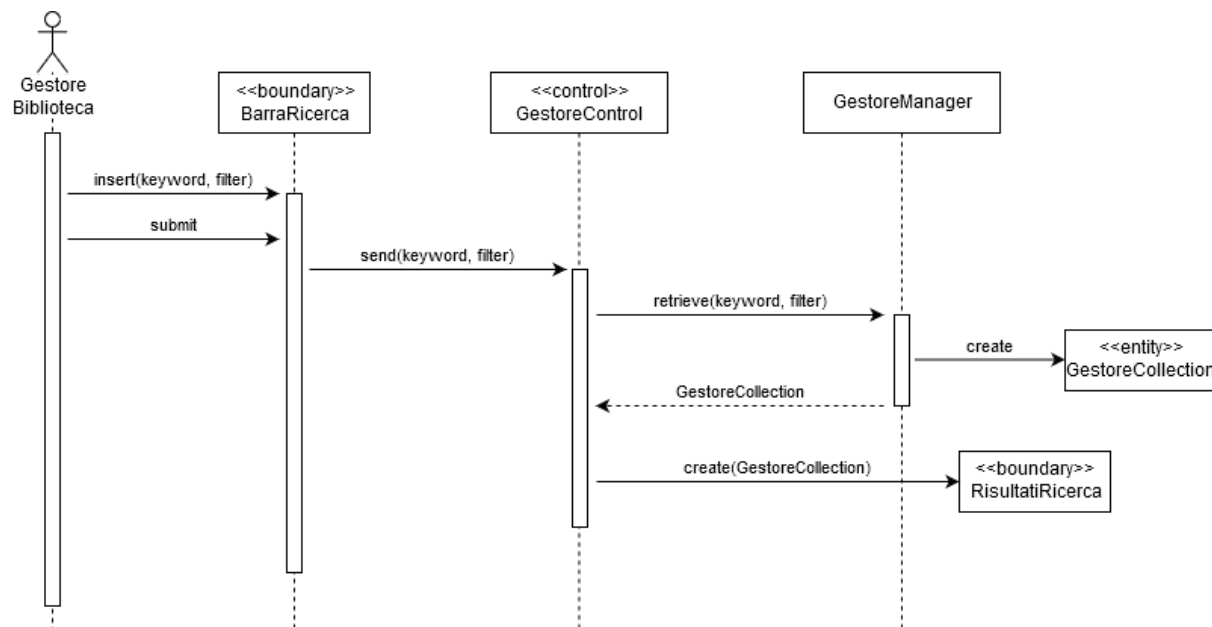 Gestore
Biblioteca
<<boundary>>
BarraRicerca
<<control>>
GestoreControl
GestoreManager
insert(keyword, filter)
submit
send(keyword, filter)
retrieve(keyword, filter)
create
<<entity>>
GestoreCollection
GestoreCollection
create(GestoreCollection)
<<boundary>>
RisultatiRicerca